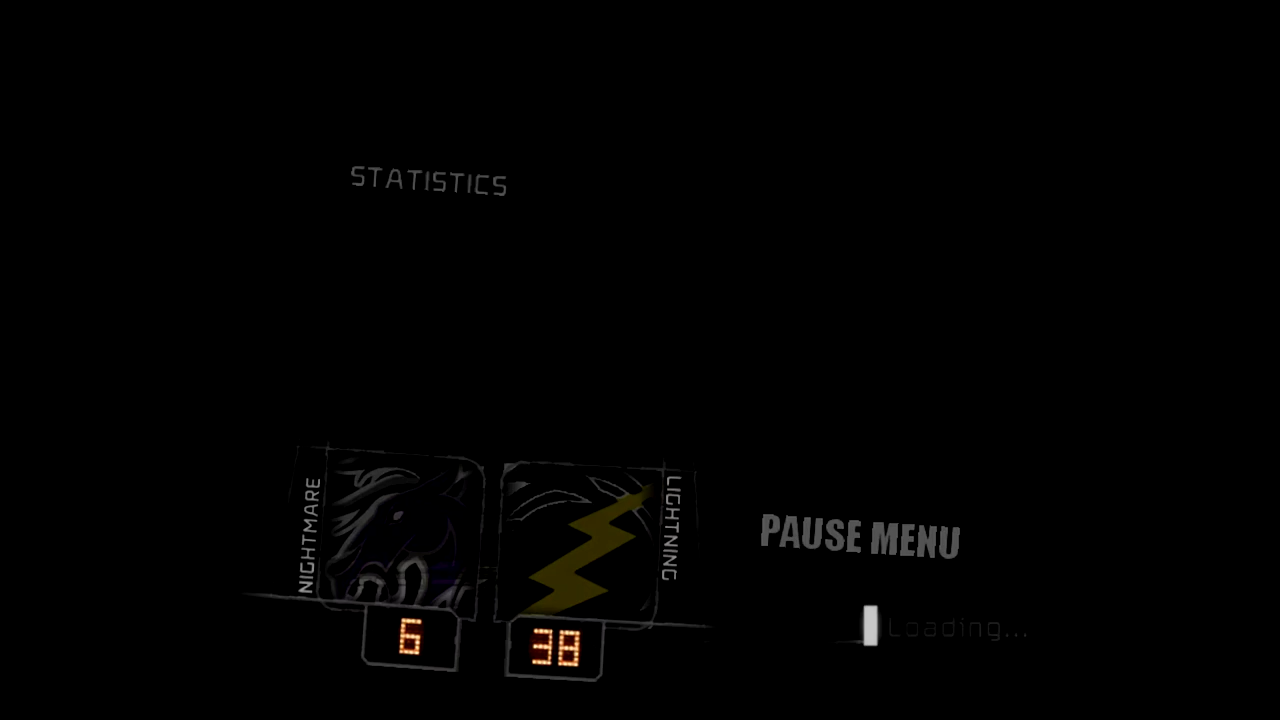 STATISTICS
NIGHTMARE
LIGHTNING
PAUSE MENU
6
38
Loading...